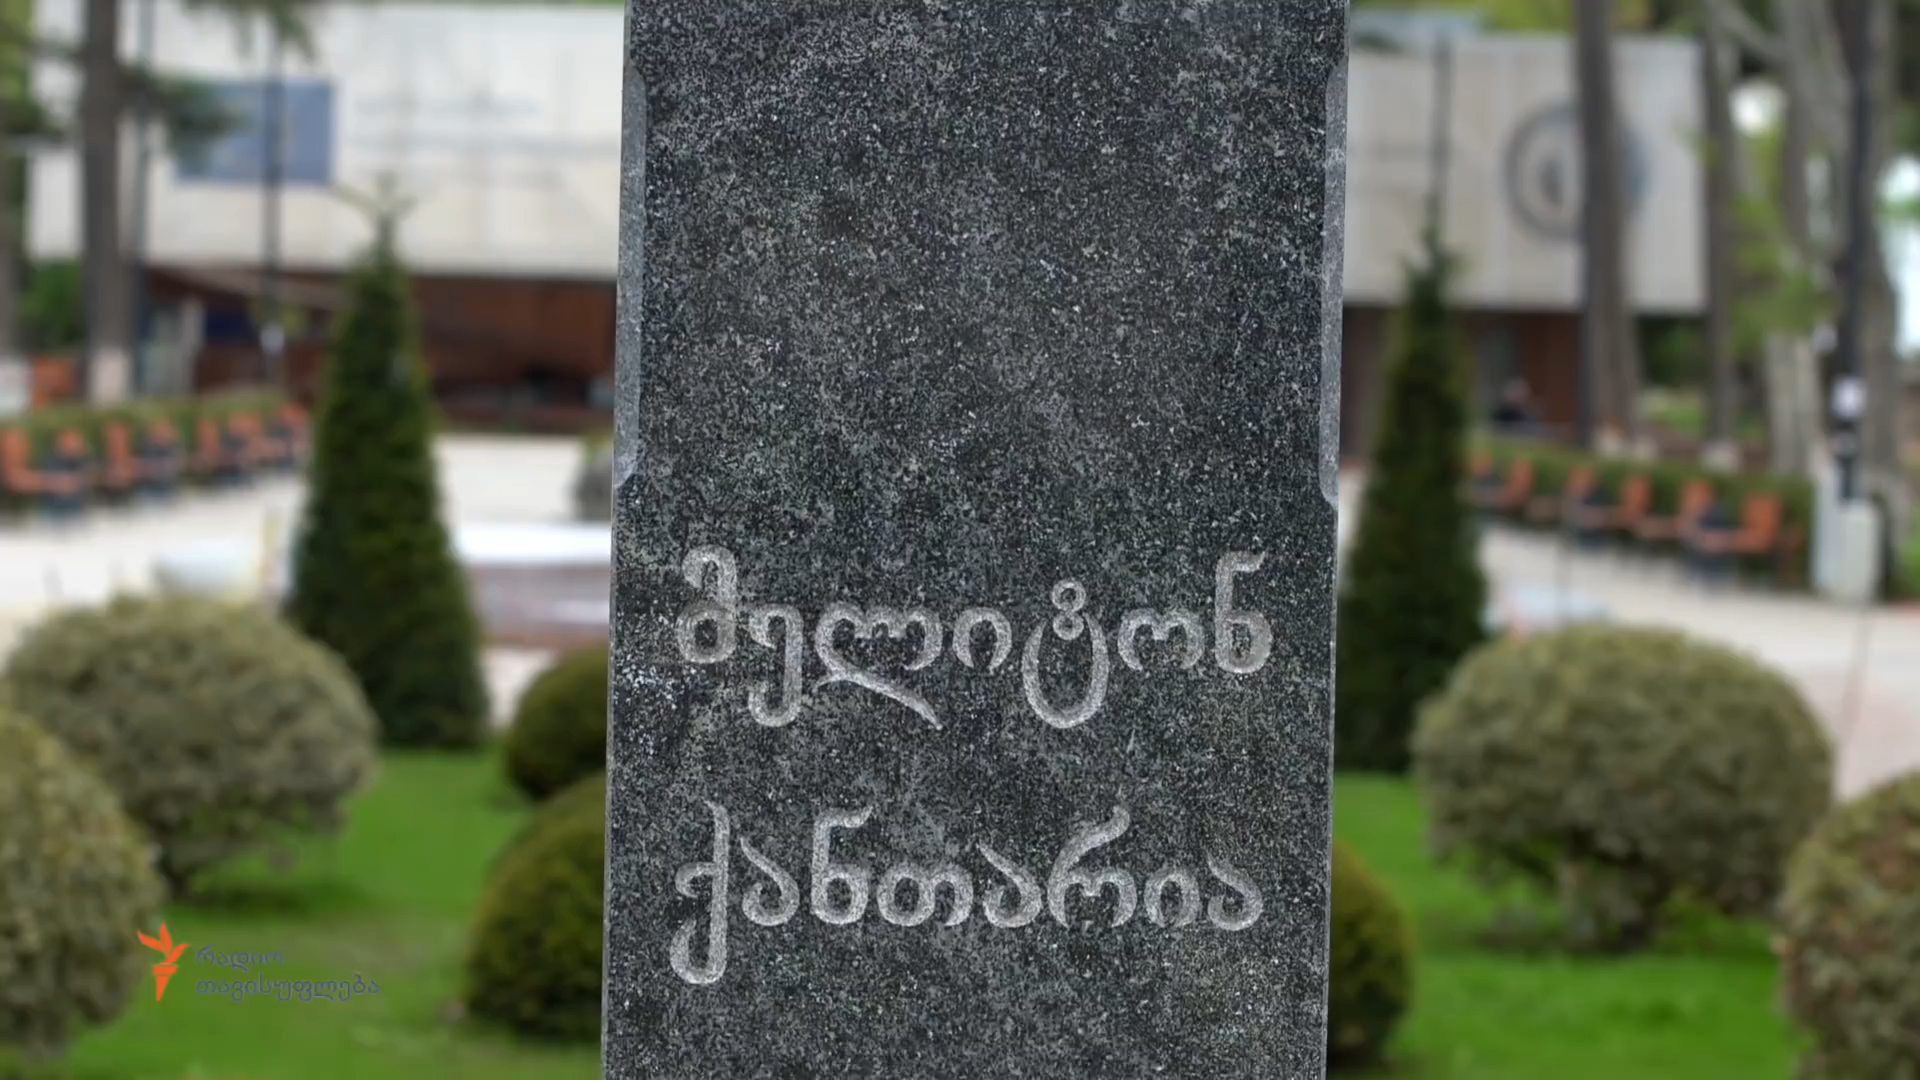 მელიტონ
ქანთარია
რადიო
თავისუფლება